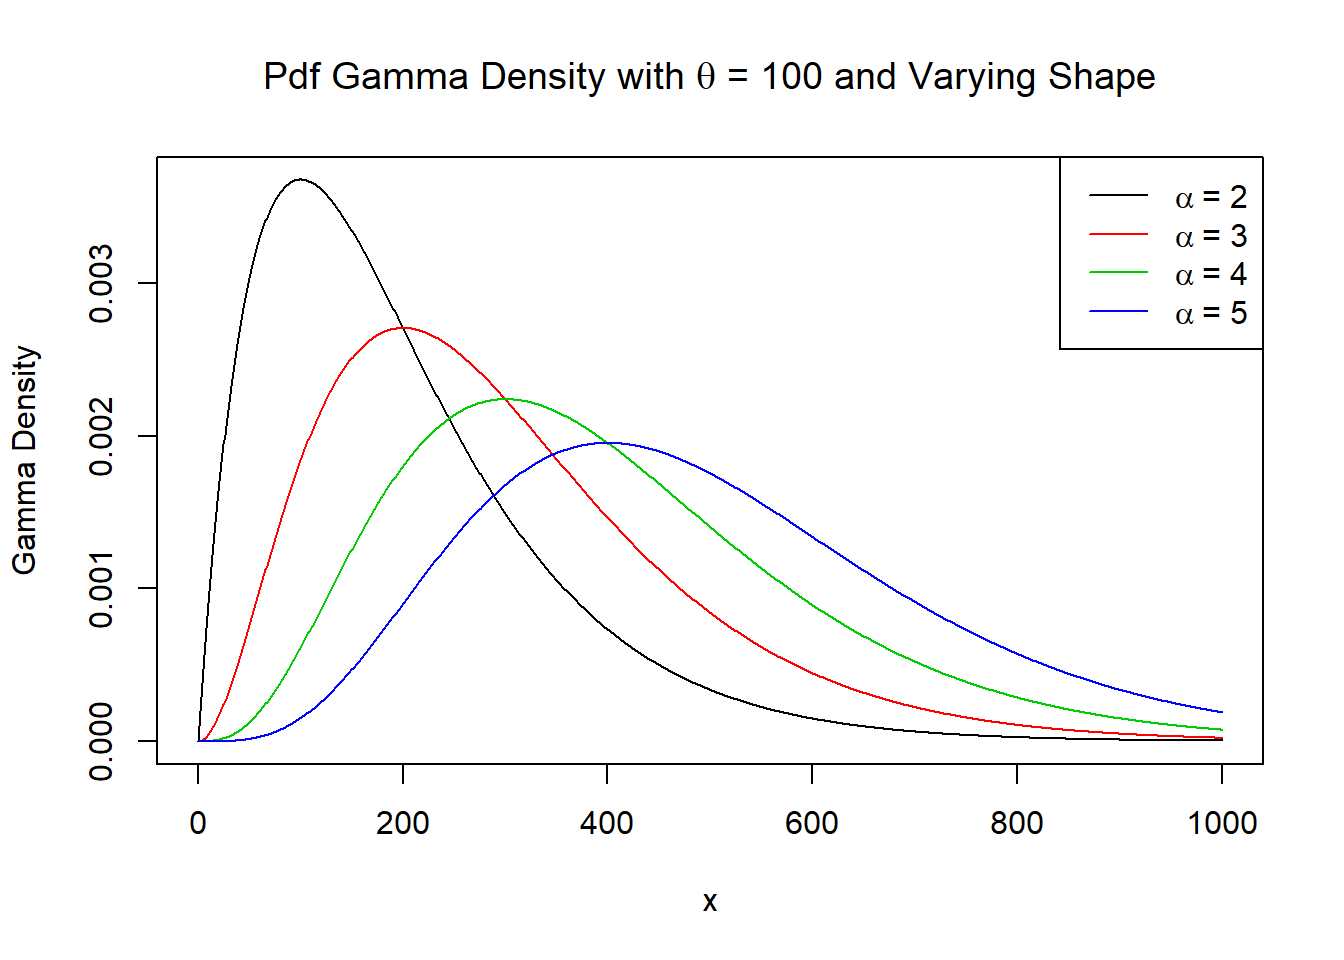 Pdf Gamma Density with θ = 100 and Varying Shape
α = 2
α = 3
α = 4
α = 5
Gamma Density
0.003
0.002
0.001
0.000
0 200 400 600 800 1000
x